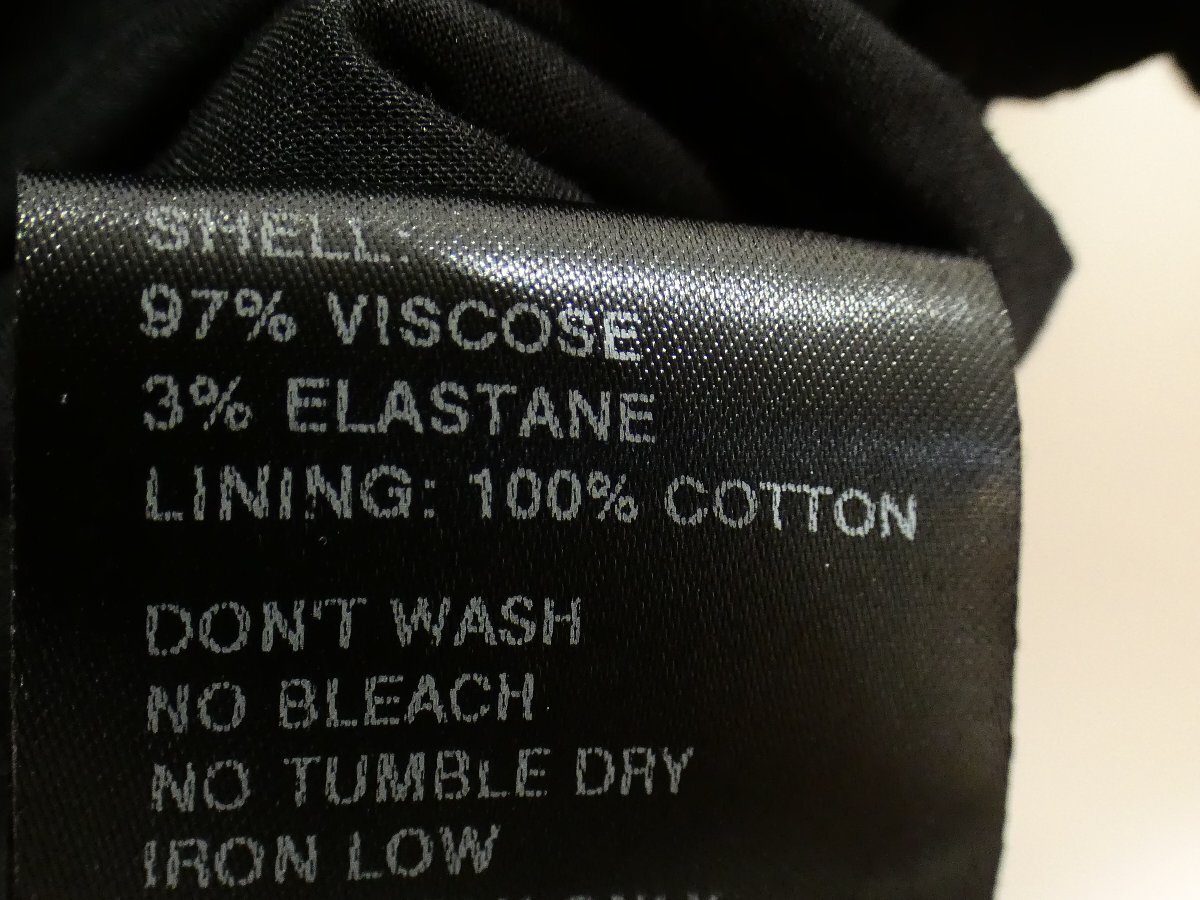 SHELL:
97% VISCOSE
3% ELASTANE
LINING: 100% COTTON
DON'T WASH
NO BLEACH
NO TUMBLE DRY
IRON LOW